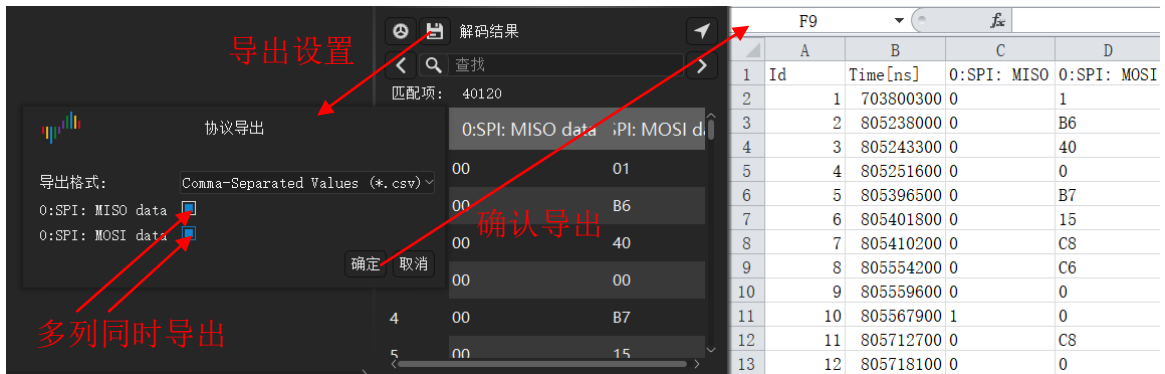 导出设置
解码结果
查找
匹配项: 40120
0:SPI: MISO data
00 01
00 B6
00 40
00 00
4 00 B7
5 00 15
协议导出
导出格式: Comma-Separated Values (*.csv)
0:SPI: MISO data
0:SPI: MOSI data
确定 取消
确认导出
多列同时导出
F9 fx
A B C D
1 Id Time[ns] 0:SPI: MISO 0:SPI: MOSI
2 1 703800300 0 1
3 2 805238000 0 B6
4 3 805243300 0 40
5 4 805251600 0 0
6 5 805396500 0 B7
7 6 805401800 0 15
8 7 805410200 0 C8
9 8 805554200 0 C6
10 9 805559600 0 0
11 10 805567900 1 0
12 11 805712700 0 C8
13 12 805718100 0 0